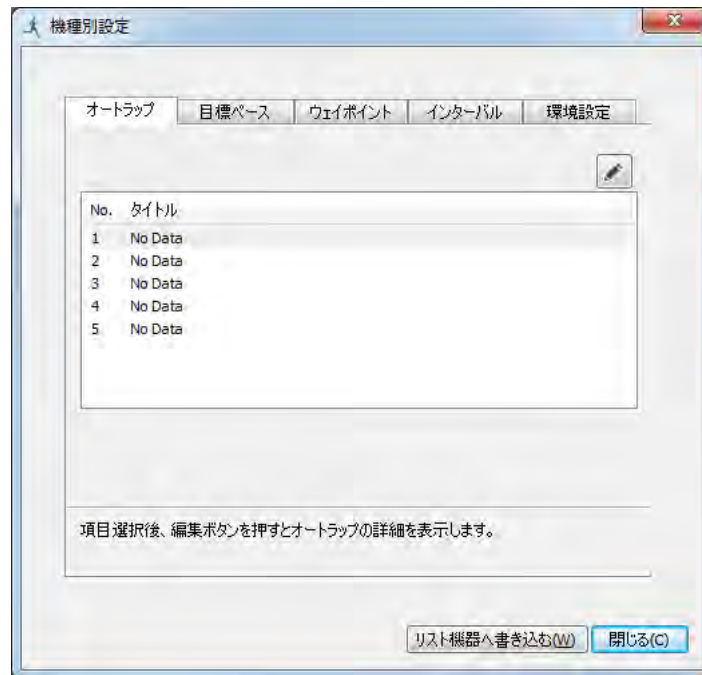 機種別設定
オートラップ 目標ペース ウェイポイント インターバル 環境設定
No. タイトル
1 No Data
2 No Data
3 No Data
4 No Data
5 No Data
項目選択後、編集ボタンを押すとオートラップの詳細を表示します。
リスト機器へ書き込む(W) 閉じる(C)